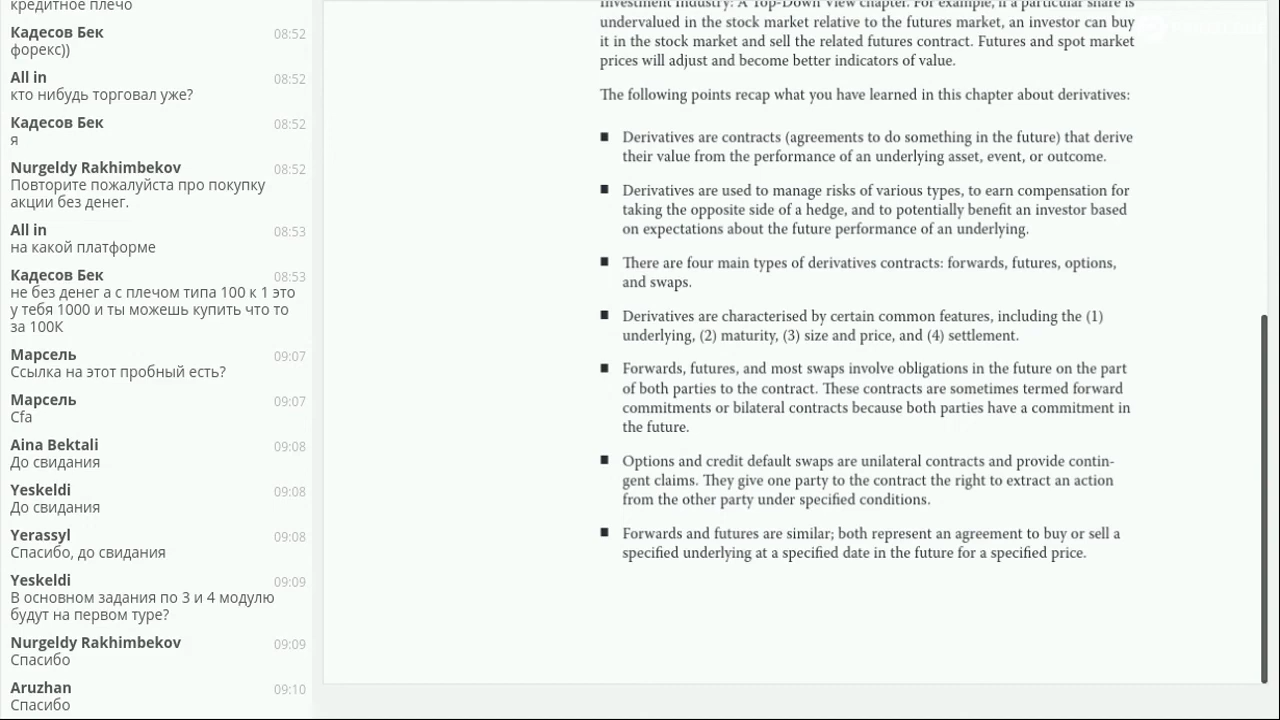 кредитное плечо
Кадесов Бек 08:52
форекс))
All in 08:52
кто нибудь торговал уже?
Кадесов Бек 08:52
я
Nurgeldy Rakhimbekov 08:52
Повторите пожалуйста про покупку
акции без денег.
All in 08:53
на какой платформе
Кадесов Бек 08:53
не без денег а с плечом типа 100 к 1 это
у тебя 1000 и ты можешь купить что то
за 100К
Марсель 09:07
Ссылка на этот пробный есть?
Марсель 09:07
Cfa
Aina Bektali 09:08
До свидания
Yeskeldi 09:08
До свидания
Yerassyl 09:08
Спасибо, до свидания
Yeskeldi 09:09
В основном задания по 3 и 4 модулю
будут на первом туре?
Nurgeldy Rakhimbekov 09:09
Спасибо
Aruzhan 09:10
Спасибо
Investment Industry: A Top-Down View chapter. For example, if a particular share is
undervalued in the stock market relative to the futures market, an investor can buy
it in the stock market and sell the related futures contract. Futures and spot market
prices will adjust and become better indicators of value.
The following points recap what you have learned in this chapter about derivatives:
■ Derivatives are contracts (agreements to do something in the future) that derive
their value from the performance of an underlying asset, event, or outcome.
■ Derivatives are used to manage risks of various types, to earn compensation for
taking the opposite side of a hedge, and to potentially benefit an investor based
on expectations about the future performance of an underlying.
■ There are four main types of derivatives contracts: forwards, futures, options,
and swaps.
■ Derivatives are characterised by certain common features, including the (1)
underlying, (2) maturity, (3) size and price, and (4) settlement.
■ Forwards, futures, and most swaps involve obligations in the future on the part
of both parties to the contract. These contracts are sometimes termed forward
commitments or bilateral contracts because both parties have a commitment in
the future.
■ Options and credit default swaps are unilateral contracts and provide contin-
gent claims. They give one party to the contract the right to extract an action
from the other party under specified conditions.
■ Forwards and futures are similar; both represent an agreement to buy or sell a
specified underlying at a specified date in the future for a specified price.